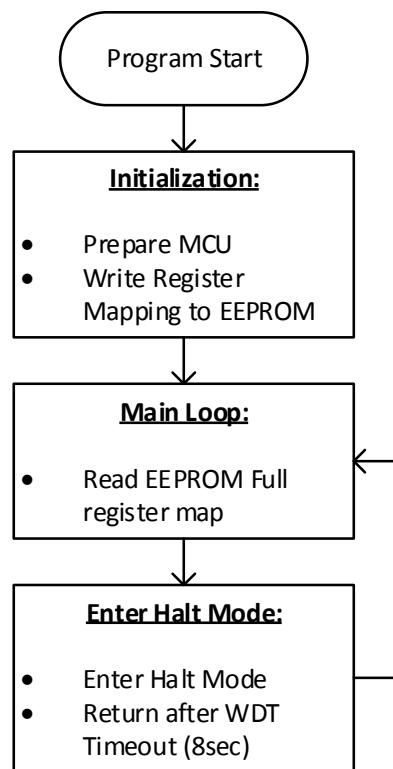 Program Start
Initialization:
• Prepare MCU
• Write Register
Mapping to EEPROM
Main Loop:
• Read EEPROM Full
register map
Enter Halt Mode:
• Enter Halt Mode
• Return after WDT
Timeout (8sec)